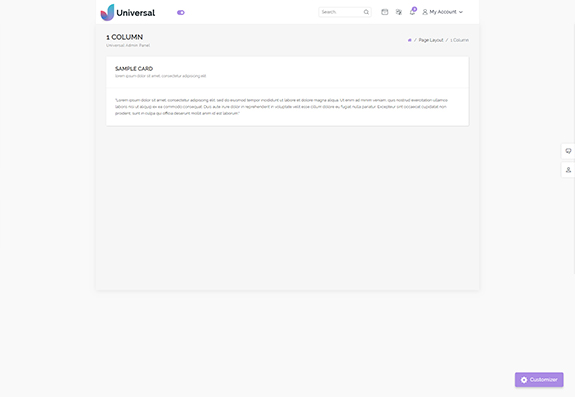 Universal
Search
4
My Account
1 COLUMN
Universal Admin Panel
/ Page Layout / 1 Column
SAMPLE CARD
lorem ipsum dolor sit amet consectetur adipisicing elit
"Lorem ipsum dolor sit amet, consectetur adipiscing elit, sed do eiusmod tempor incididunt ut labore et dolore magna aliqua. Ut enim ad minim veniam, quis nostrud exercitation ullamco
laboris nisi ut aliquip ex ea commodo consequat. Duis aute irure dolor in reprehenderit in voluptate velit esse cillum dolore eu fugiat nulla pariatur. Excepteur sint occaecat cupidatat non
proident, sunt in culpa qui officia deserunt mollit anim id est laborum."
Customizer